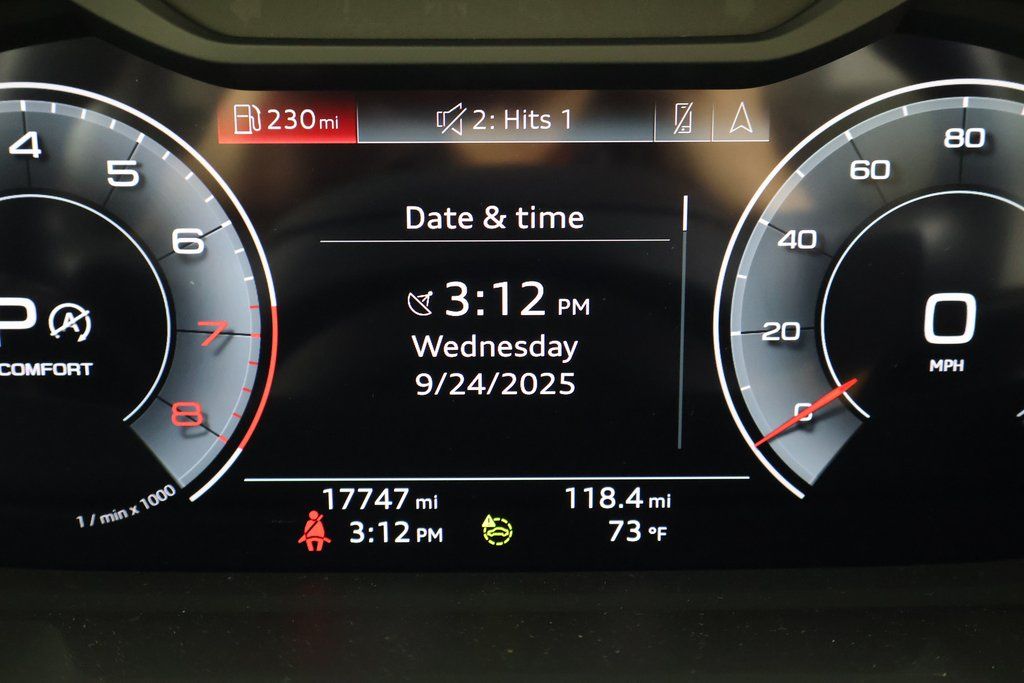 230 mi
2: Hits 1
4
5
6
7
8
1 / min x 1000
P
A
COMFORT
Date & time
3:12 PM
Wednesday
9/24/2025
17747 mi
118.4 mi
3:12 PM
73 °F
80
60
40
20
0
0
MPH